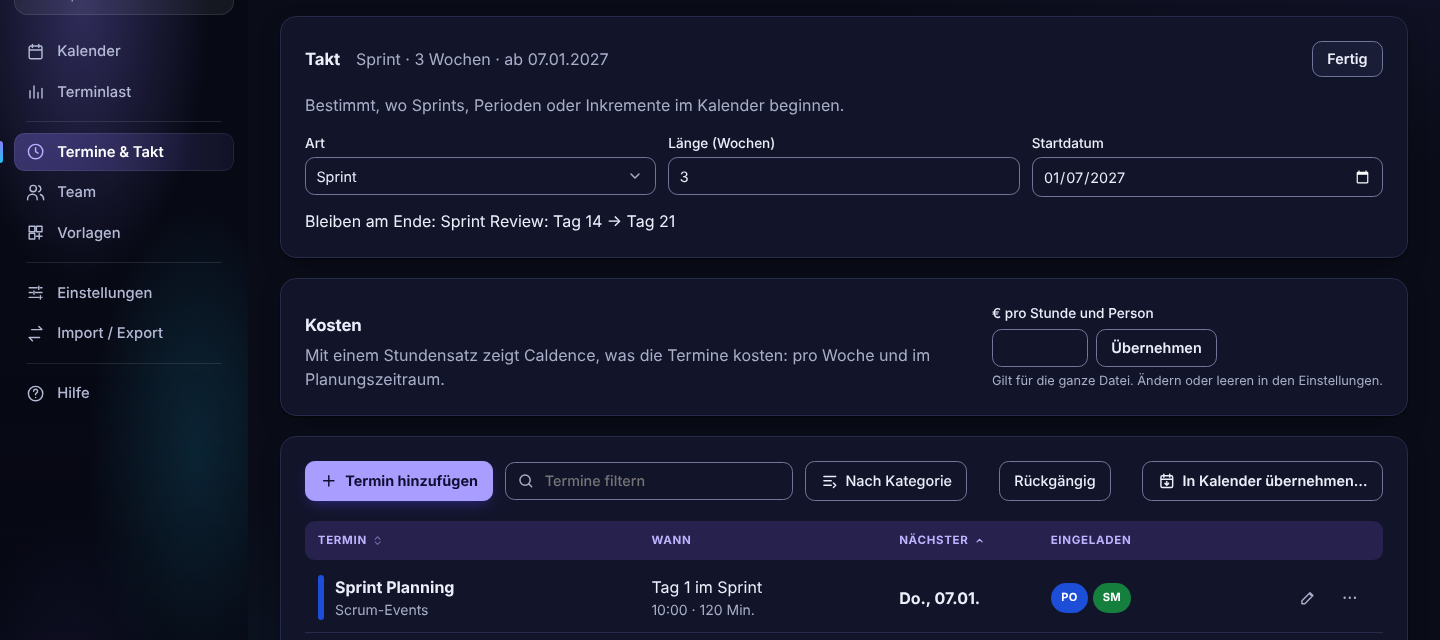 Kalender
Terminlast
Termine & Takt
Team
Vorlagen
Einstellungen
Import / Export
Hilfe
Takt Sprint · 3 Wochen · ab 07.01.2027
Fertig
Bestimmt, wo Sprints, Perioden oder Inkremente im Kalender beginnen.
Art
Länge (Wochen)
Startdatum
Sprint
3
01/07/2027
Bleiben am Ende: Sprint Review: Tag 14 → Tag 21
Kosten
Mit einem Stundensatz zeigt Caldence, was die Termine kosten: pro Woche und im
Planungszeitraum.
€ pro Stunde und Person
Übernehmen
Gilt für die ganze Datei. Ändern oder leeren in den Einstellungen.
+ Termin hinzufügen
Termine filtern
Nach Kategorie
Rückgängig
In Kalender übernehmen…
TERMIN
WANN
NÄCHSTER
EINGELADEN
Sprint Planning
Scrum-Events
Tag 1 im Sprint
10:00 · 120 Min.
Do., 07.01.
PO
SM